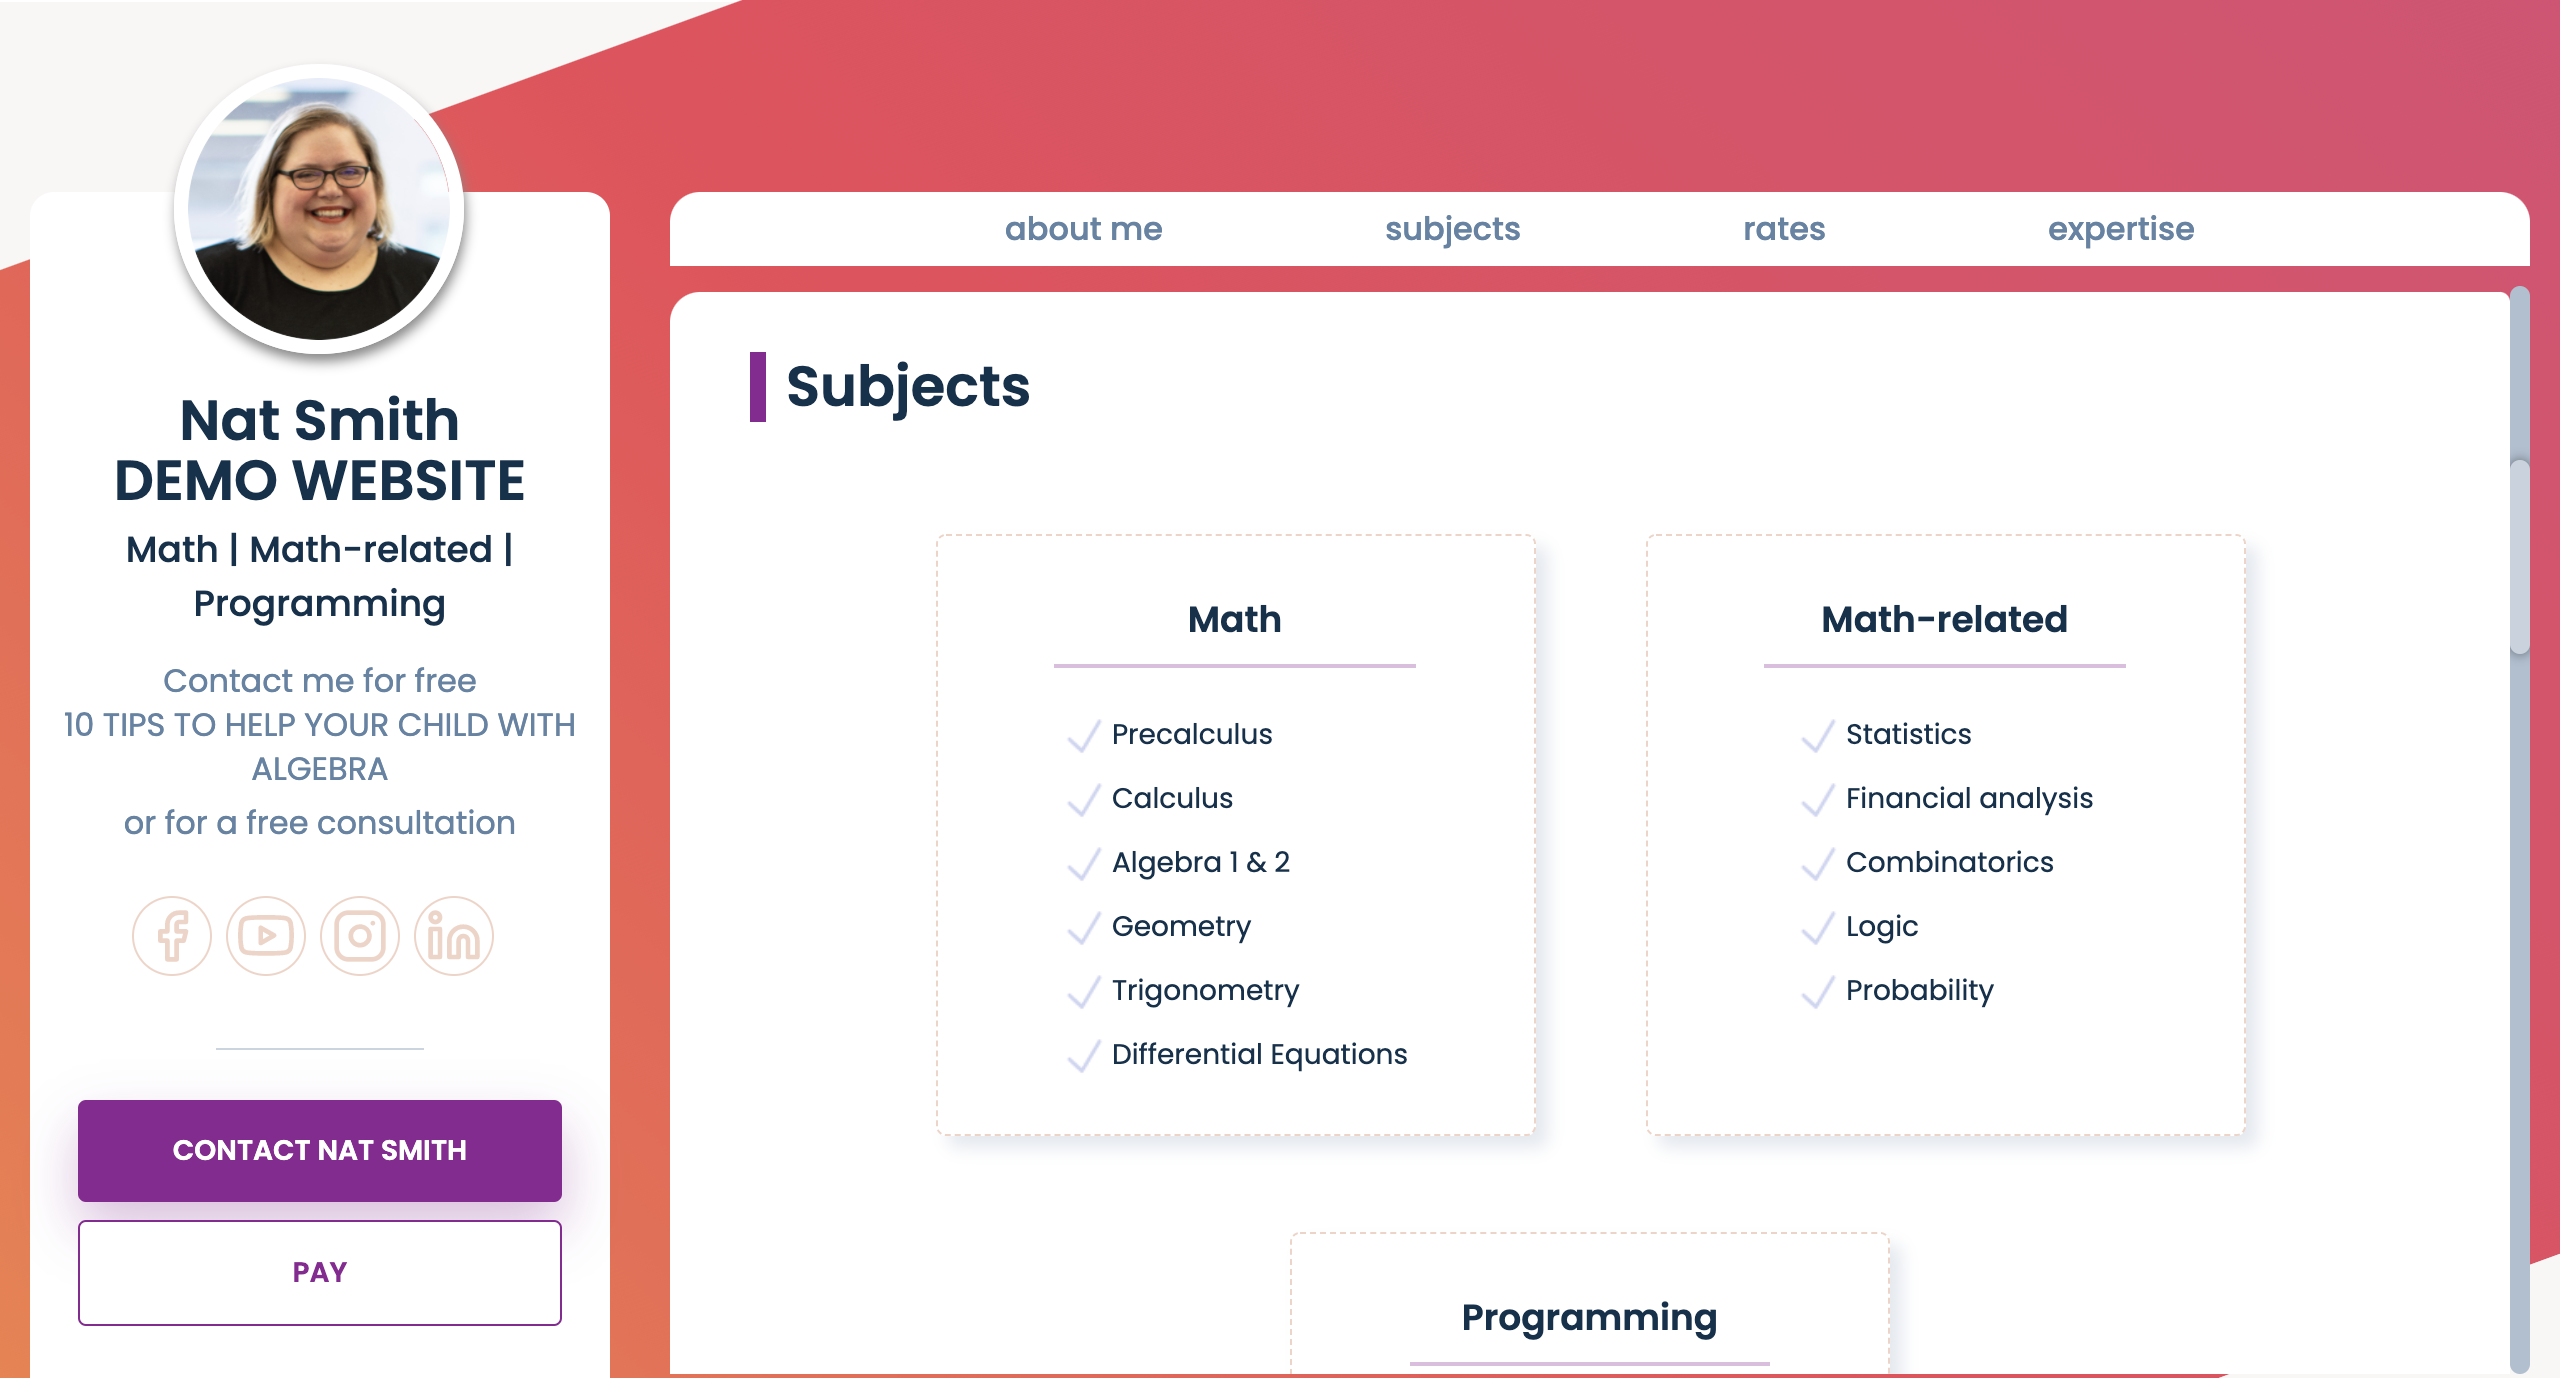 Nat Smith
DEMO WEBSITE
Math | Math-related |
Programming
Contact me for free
10 TIPS TO HELP YOUR CHILD WITH
ALGEBRA
or for a free consultation
CONTACT NAT SMITH
PAY
about me
subjects
rates
expertise
Subjects
Math
Precalculus
Calculus
Algebra 1 & 2
Geometry
Trigonometry
Differential Equations
Math-related
Statistics
Financial analysis
Combinatorics
Logic
Probability
Programming